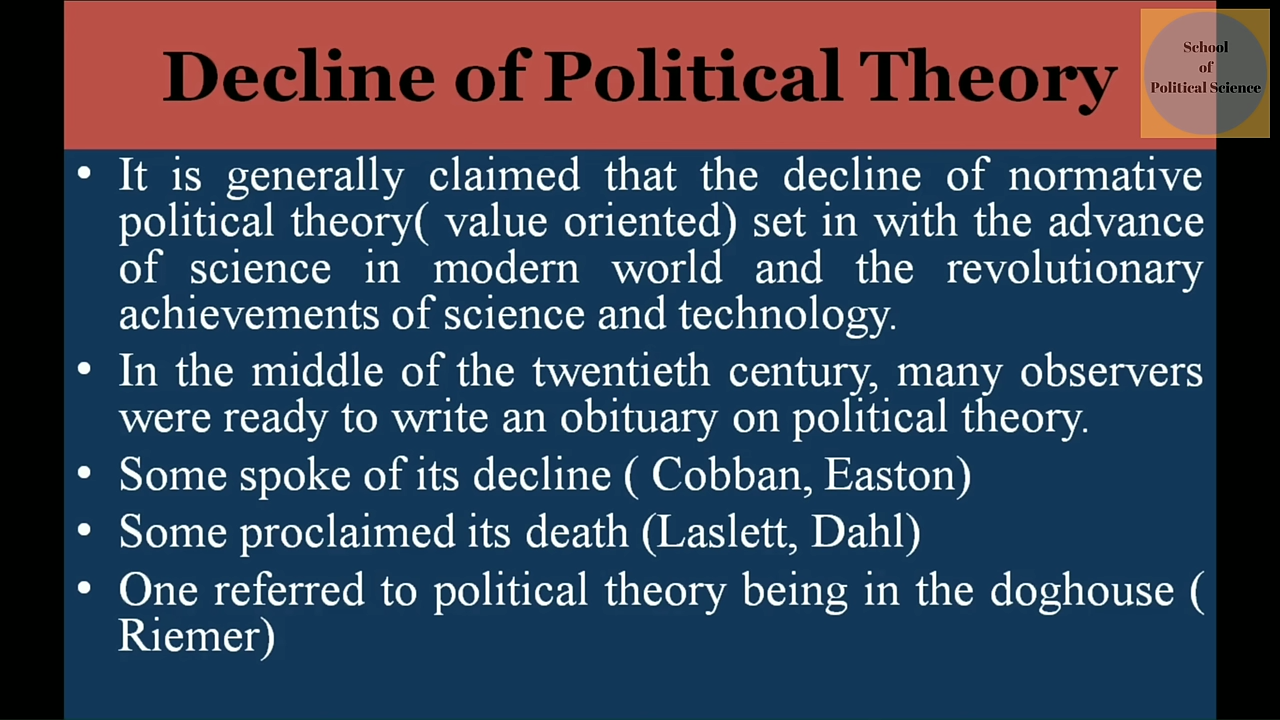 Decline of Political Theory
School
of
Political Science
• It is generally claimed that the decline of normative
political theory( value oriented) set in with the advance
of science in modern world and the revolutionary
achievements of science and technology.
• In the middle of the twentieth century, many observers
were ready to write an obituary on political theory.
• Some spoke of its decline ( Cobban, Easton)
• Some proclaimed its death (Laslett, Dahl)
• One referred to political theory being in the doghouse (
Riemer)